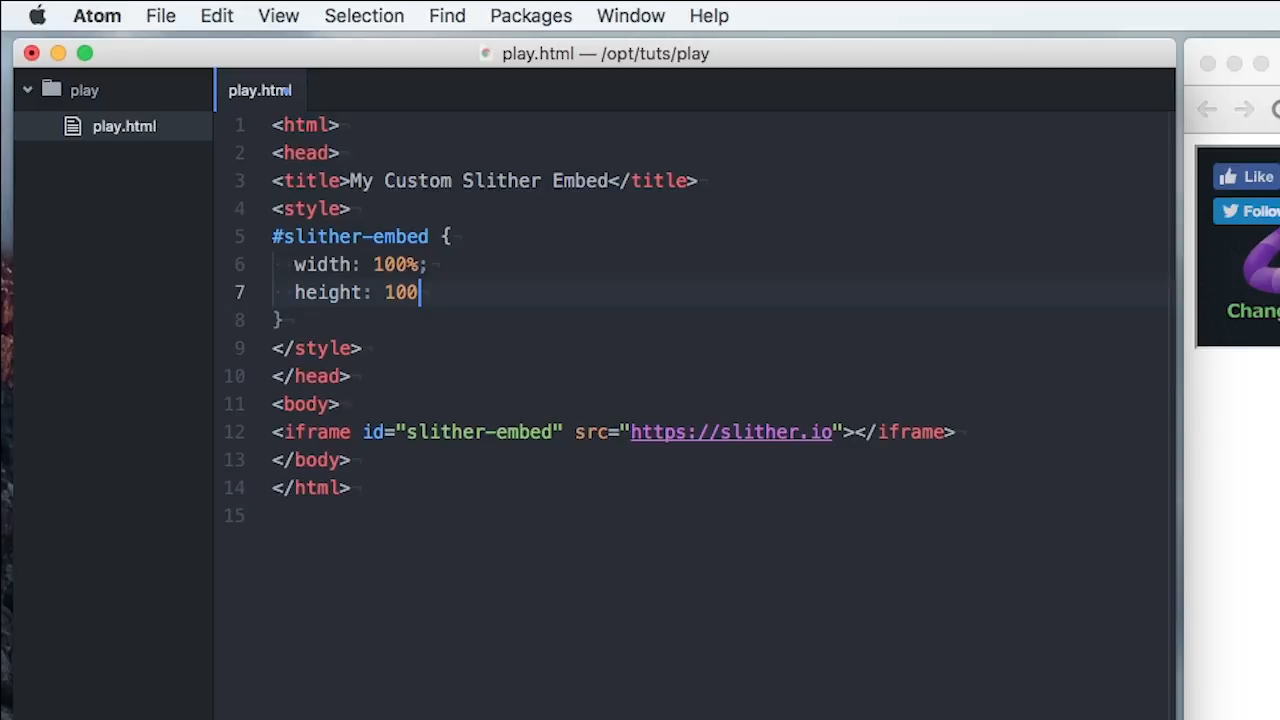 Atom File Edit View Selection Find Packages Window Help
play.html — /opt/tuts/play
play
play.html
play.html
1 <html>
2 <head>
3 <title>My Custom Slither Embed</title>
4 <style>
5 #slither-embed {
6 width: 100%;
7 height: 100
8 }
9 </style>
10 </head>
11 <body>
12 <iframe id="slither-embed" src="https://slither.io"></iframe>
13 </body>
14 </html>
15
Like
Follo
Chang